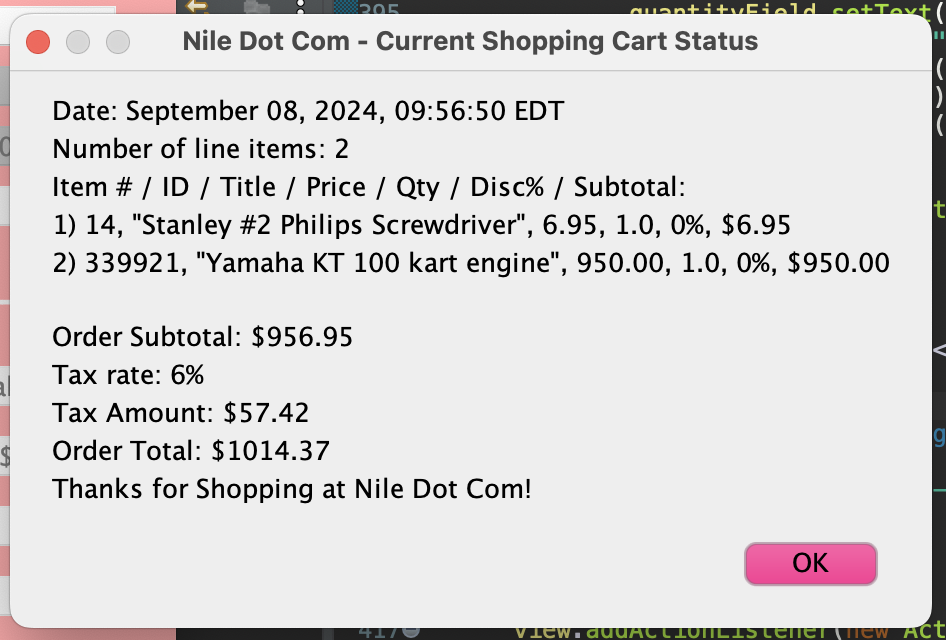 395 quantityField.setText(
Nile Dot Com - Current Shopping Cart Status
Date: September 08, 2024, 09:56:50 EDT
Number of line items: 2
Item # / ID / Title / Price / Qty / Disc% / Subtotal:
1) 14, "Stanley #2 Philips Screwdriver", 6.95, 1.0, 0%, $6.95
2) 339921, "Yamaha KT 100 kart engine", 950.00, 1.0, 0%, $950.00
Order Subtotal: $956.95
Tax rate: 6%
Tax Amount: $57.42
Order Total: $1014.37
Thanks for Shopping at Nile Dot Com!
OK
417 view.addActionListener(new Act